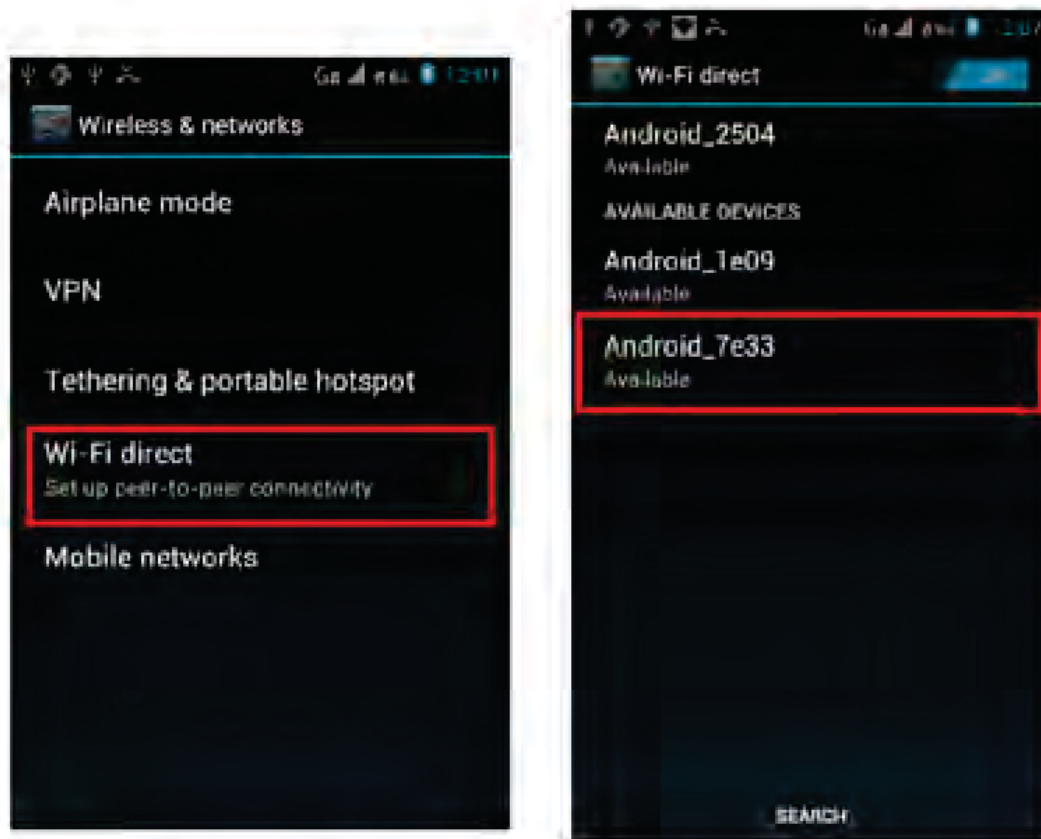 Wireless & networks
Airplane mode
VPN
Tethering & portable hotspot
Wi-Fi direct
Set up peer-to-peer connectivity
Mobile networks
Wi-Fi direct
Android_2504
Available
AVAILABLE DEVICES
Android_1e09
Available
Android_7e33
Available
SEARCH